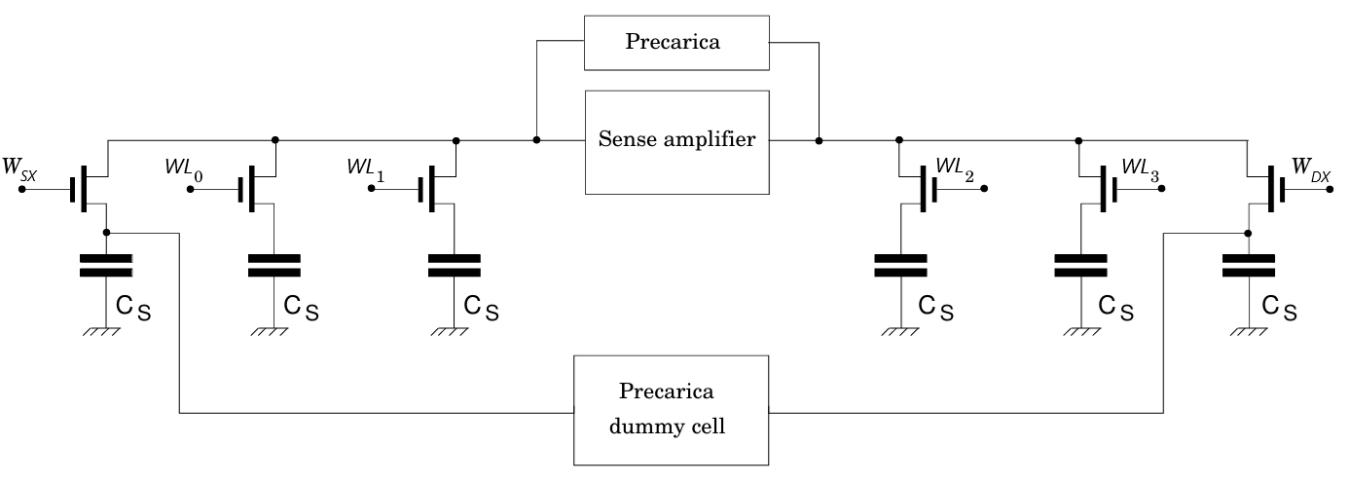 Precarica
Sense amplifier
W_SX
WL_0
WL_1
WL_2
WL_3
W_DX
C_S
C_S
C_S
C_S
C_S
C_S
Precarica
dummy cell